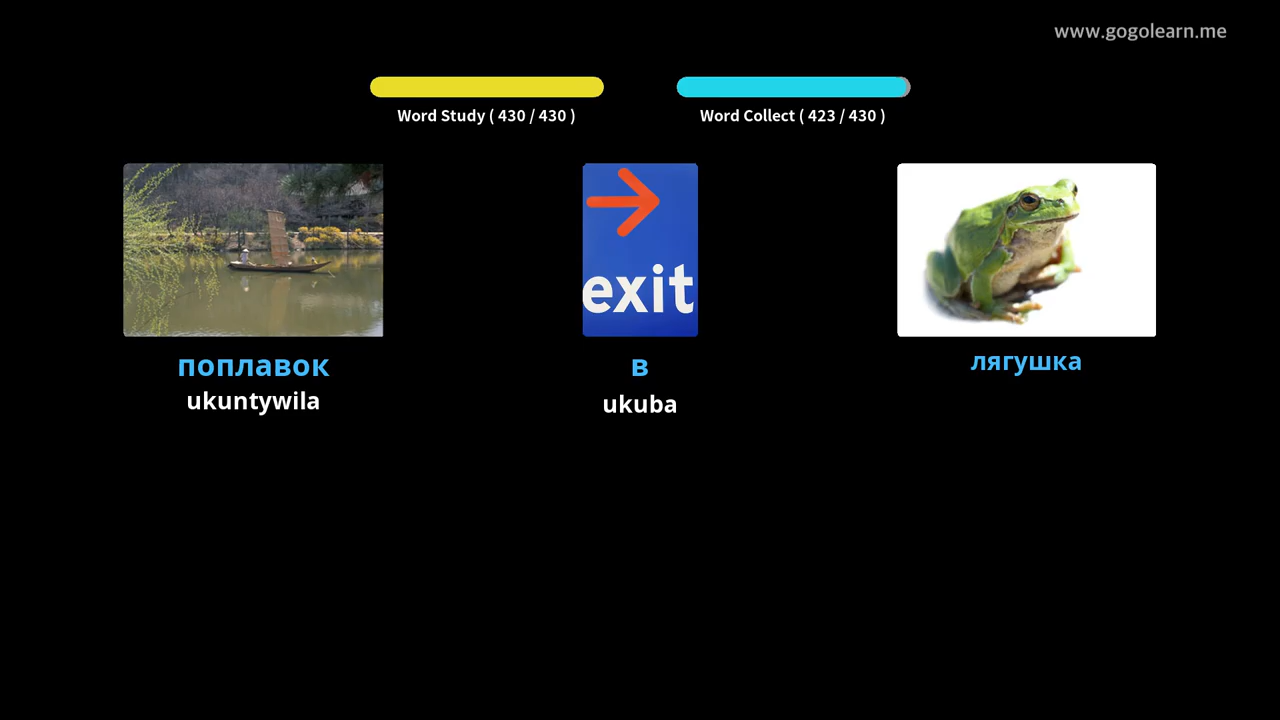 www.gogolearn.me
Word Study ( 430 / 430 )
Word Collect ( 423 / 430 )
exit
поплавок
в
лягушка
ukuntywila
ukuba